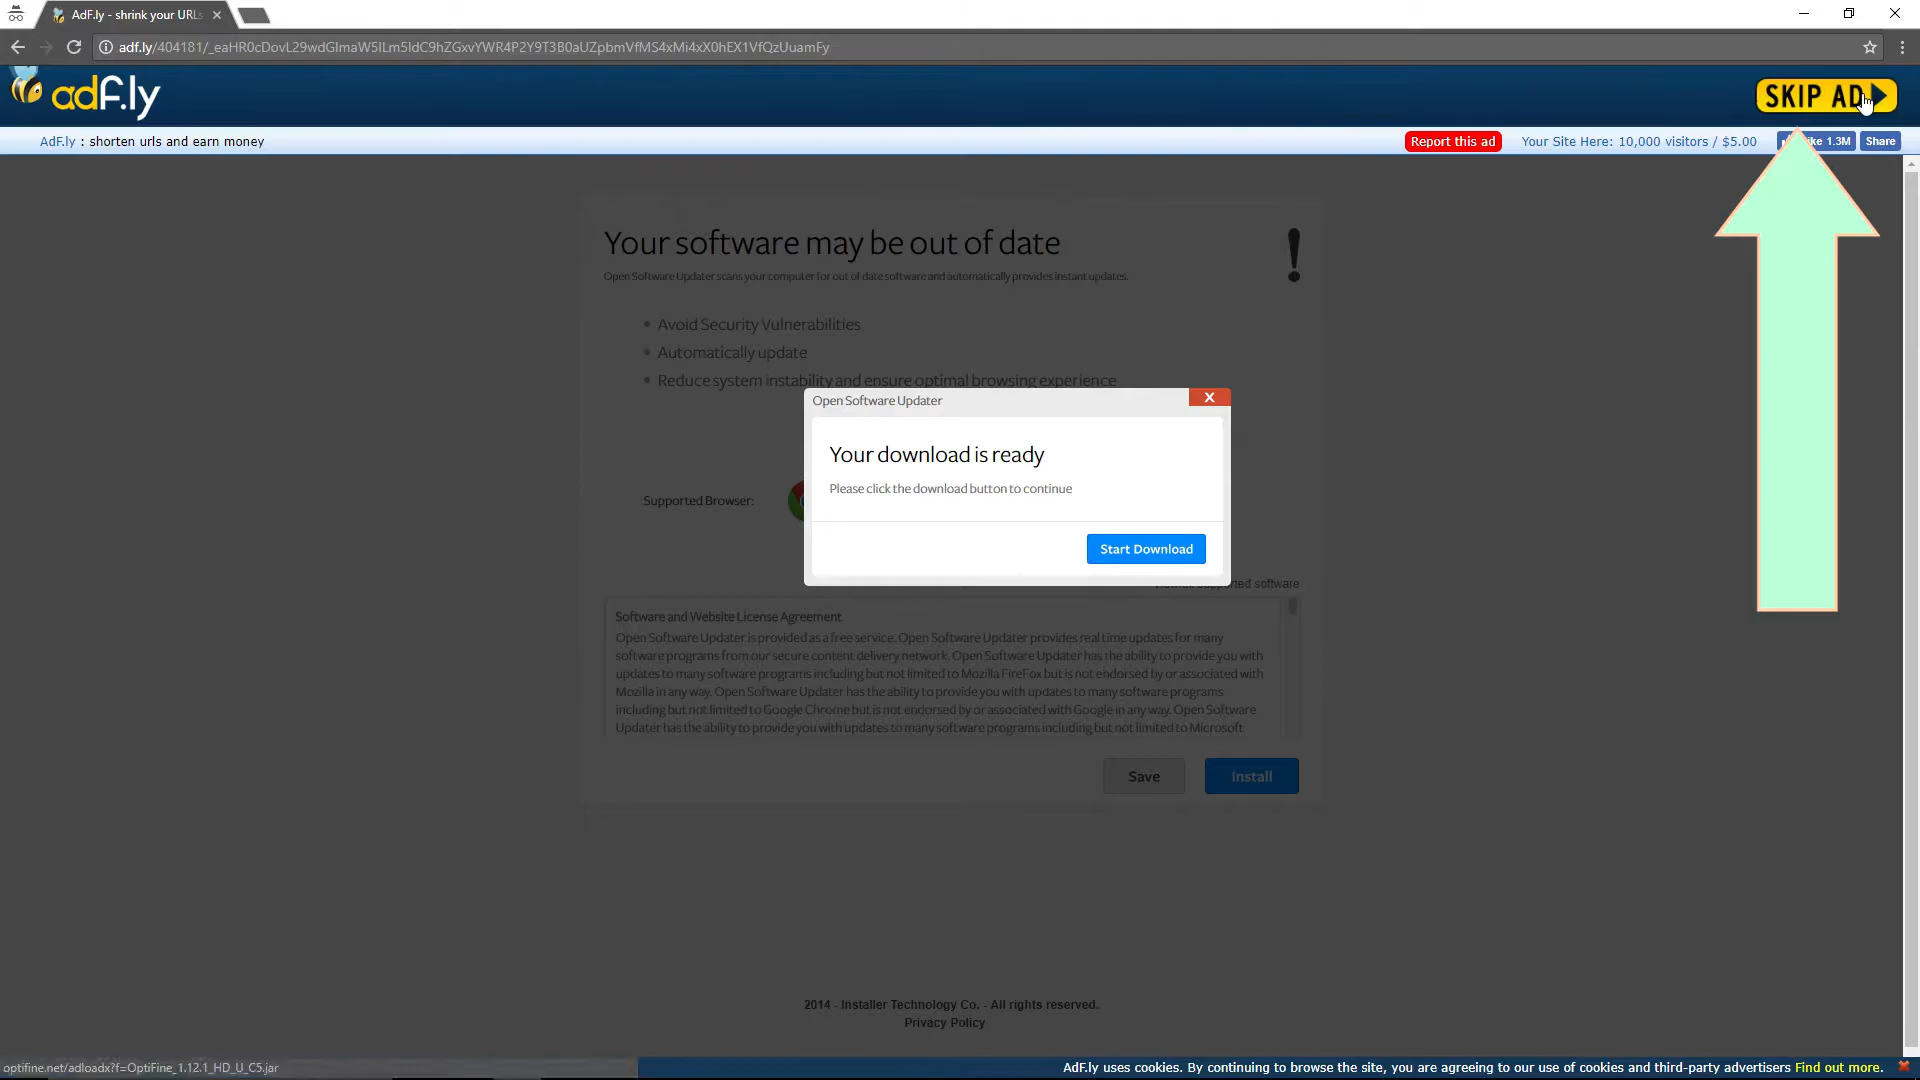 AdF.ly - shrink your URLs
adf.ly/404181/_eaHR0cDovL29wdGlmaW5lLm5ldC9hZGxvYWR4P2Y9T3B0aUZpbmVfMS4xMi4xX0hEX1VfQzUuamFy
adf.ly
SKIP AD
AdF.ly : shorten urls and earn money
Report this ad
Your Site Here: 10,000 visitors / $5.00
1.3M
Share
Your software may be out of date
Open Software Updater scans your computer for out of date software and automatically provides instant updates.
• Avoid Security Vulnerabilities
• Automatically update
• Reduce system instability and ensure optimal browsing experience
Open Software Updater
X
Your download is ready
Please click the download button to continue
Supported Browser:
Start Download
supported software
Software and Website License Agreement
Open Software Updater is provided as a free service. Open Software Updater provides real time updates for many
software programs from our secure content delivery network. Open Software Updater has the ability to provide you with
updates to many software programs including but not limited to Mozilla FireFox but is not endorsed by or associated with
Mozilla in any way. Open Software Updater has the ability to provide you with updates to many software programs
including but not limited to Google Chrome but is not endorsed by or associated with Google in any way. Open Software
Updater has the ability to provide you with updates to many software programs including but not limited to Microsoft
Save
Install
2014 - Installer Technology Co. - All rights reserved.
Privacy Policy
optifine.net/adloadx?f=OptiFine_1.12.1_HD_U_C5.jar
AdF.ly uses cookies. By continuing to browse the site, you are agreeing to our use of cookies and third-party advertisers Find out more.